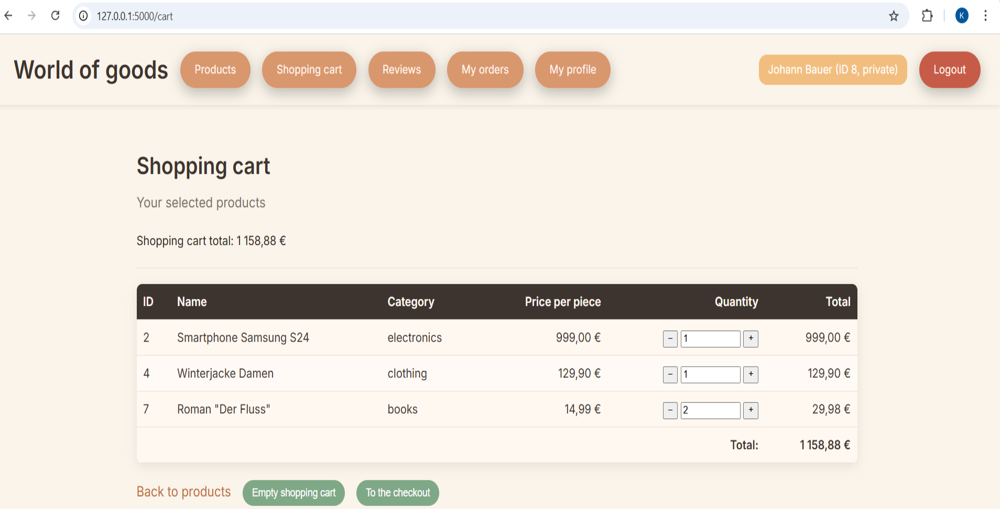 127.0.0.1:5000/cart
K
World of goods
Products
Shopping cart
Reviews
My orders
My profile
Johann Bauer (ID 8, private)
Logout
Shopping cart
Your selected products
Shopping cart total: 1 158,88 €
ID Name Category Price per piece Quantity Total
2 Smartphone Samsung S24 electronics 999,00 € − 1 + 999,00 €
4 Winterjacke Damen clothing 129,90 € − 1 + 129,90 €
7 Roman "Der Fluss" books 14,99 € − 2 + 29,98 €
Total: 1 158,88 €
Back to products
Empty shopping cart
To the checkout